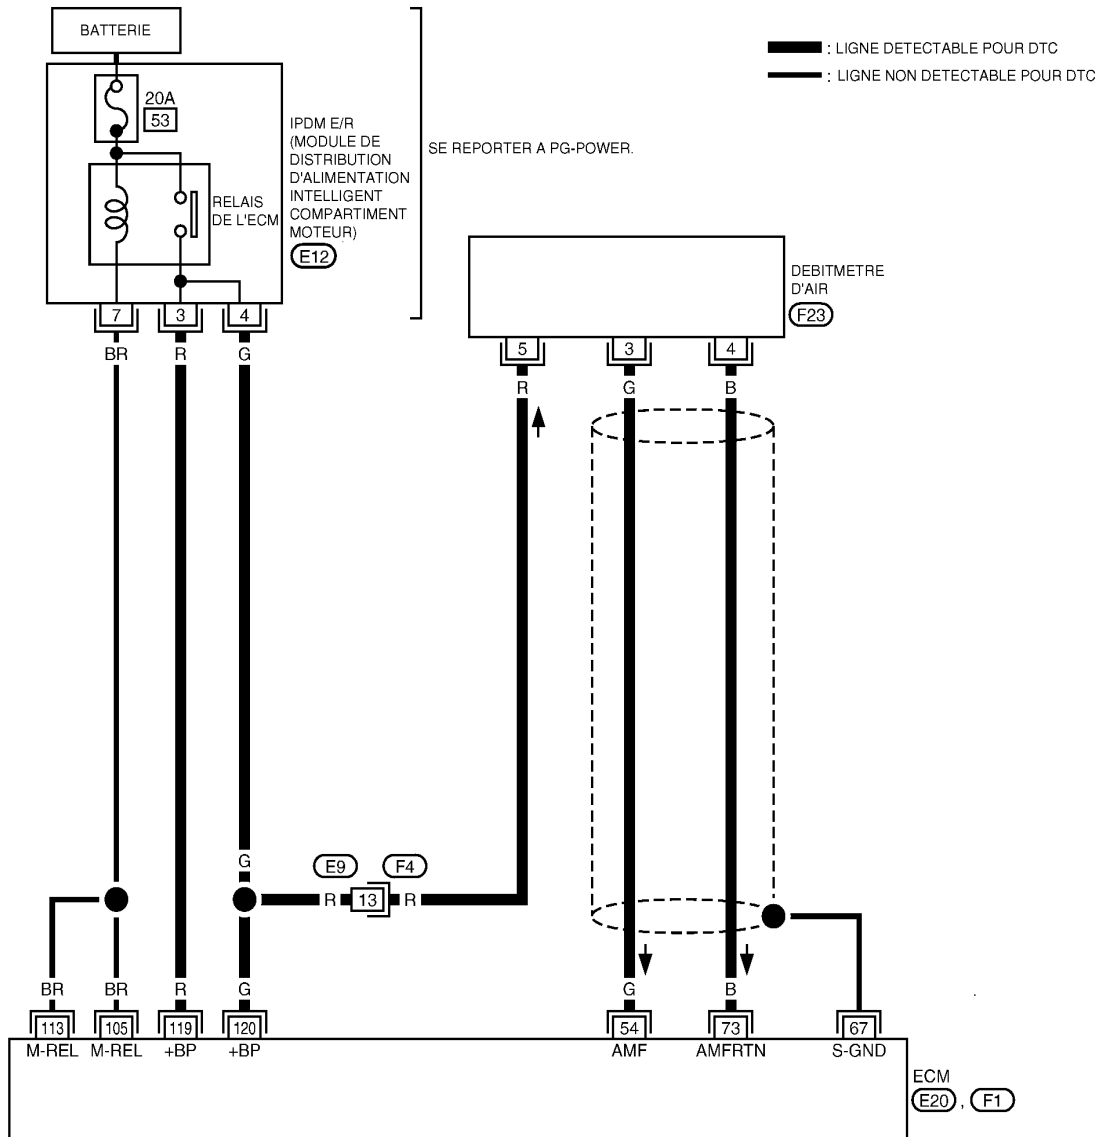 BATTERIE
: LIGNE DETECTABLE POUR DTC
: LIGNE NON DETECTABLE POUR DTC
20A
53
IPDM E/R
(MODULE DE
DISTRIBUTION
D'ALIMENTATION
INTELLIGENT
COMPARTIMENT
MOTEUR)
E12
SE REPORTER A PG-POWER.
RELAIS
DE L'ECM
DEBITMETRE
D'AIR
F23
7 3 4
BR R G
5 3 4
R G B
G
E9 F4
R 13 R
BR BR R G G B
113 105 119 120 54 73 67
M-REL M-REL +BP +BP AMF AMFRTN S-GND
ECM
E20 , F1